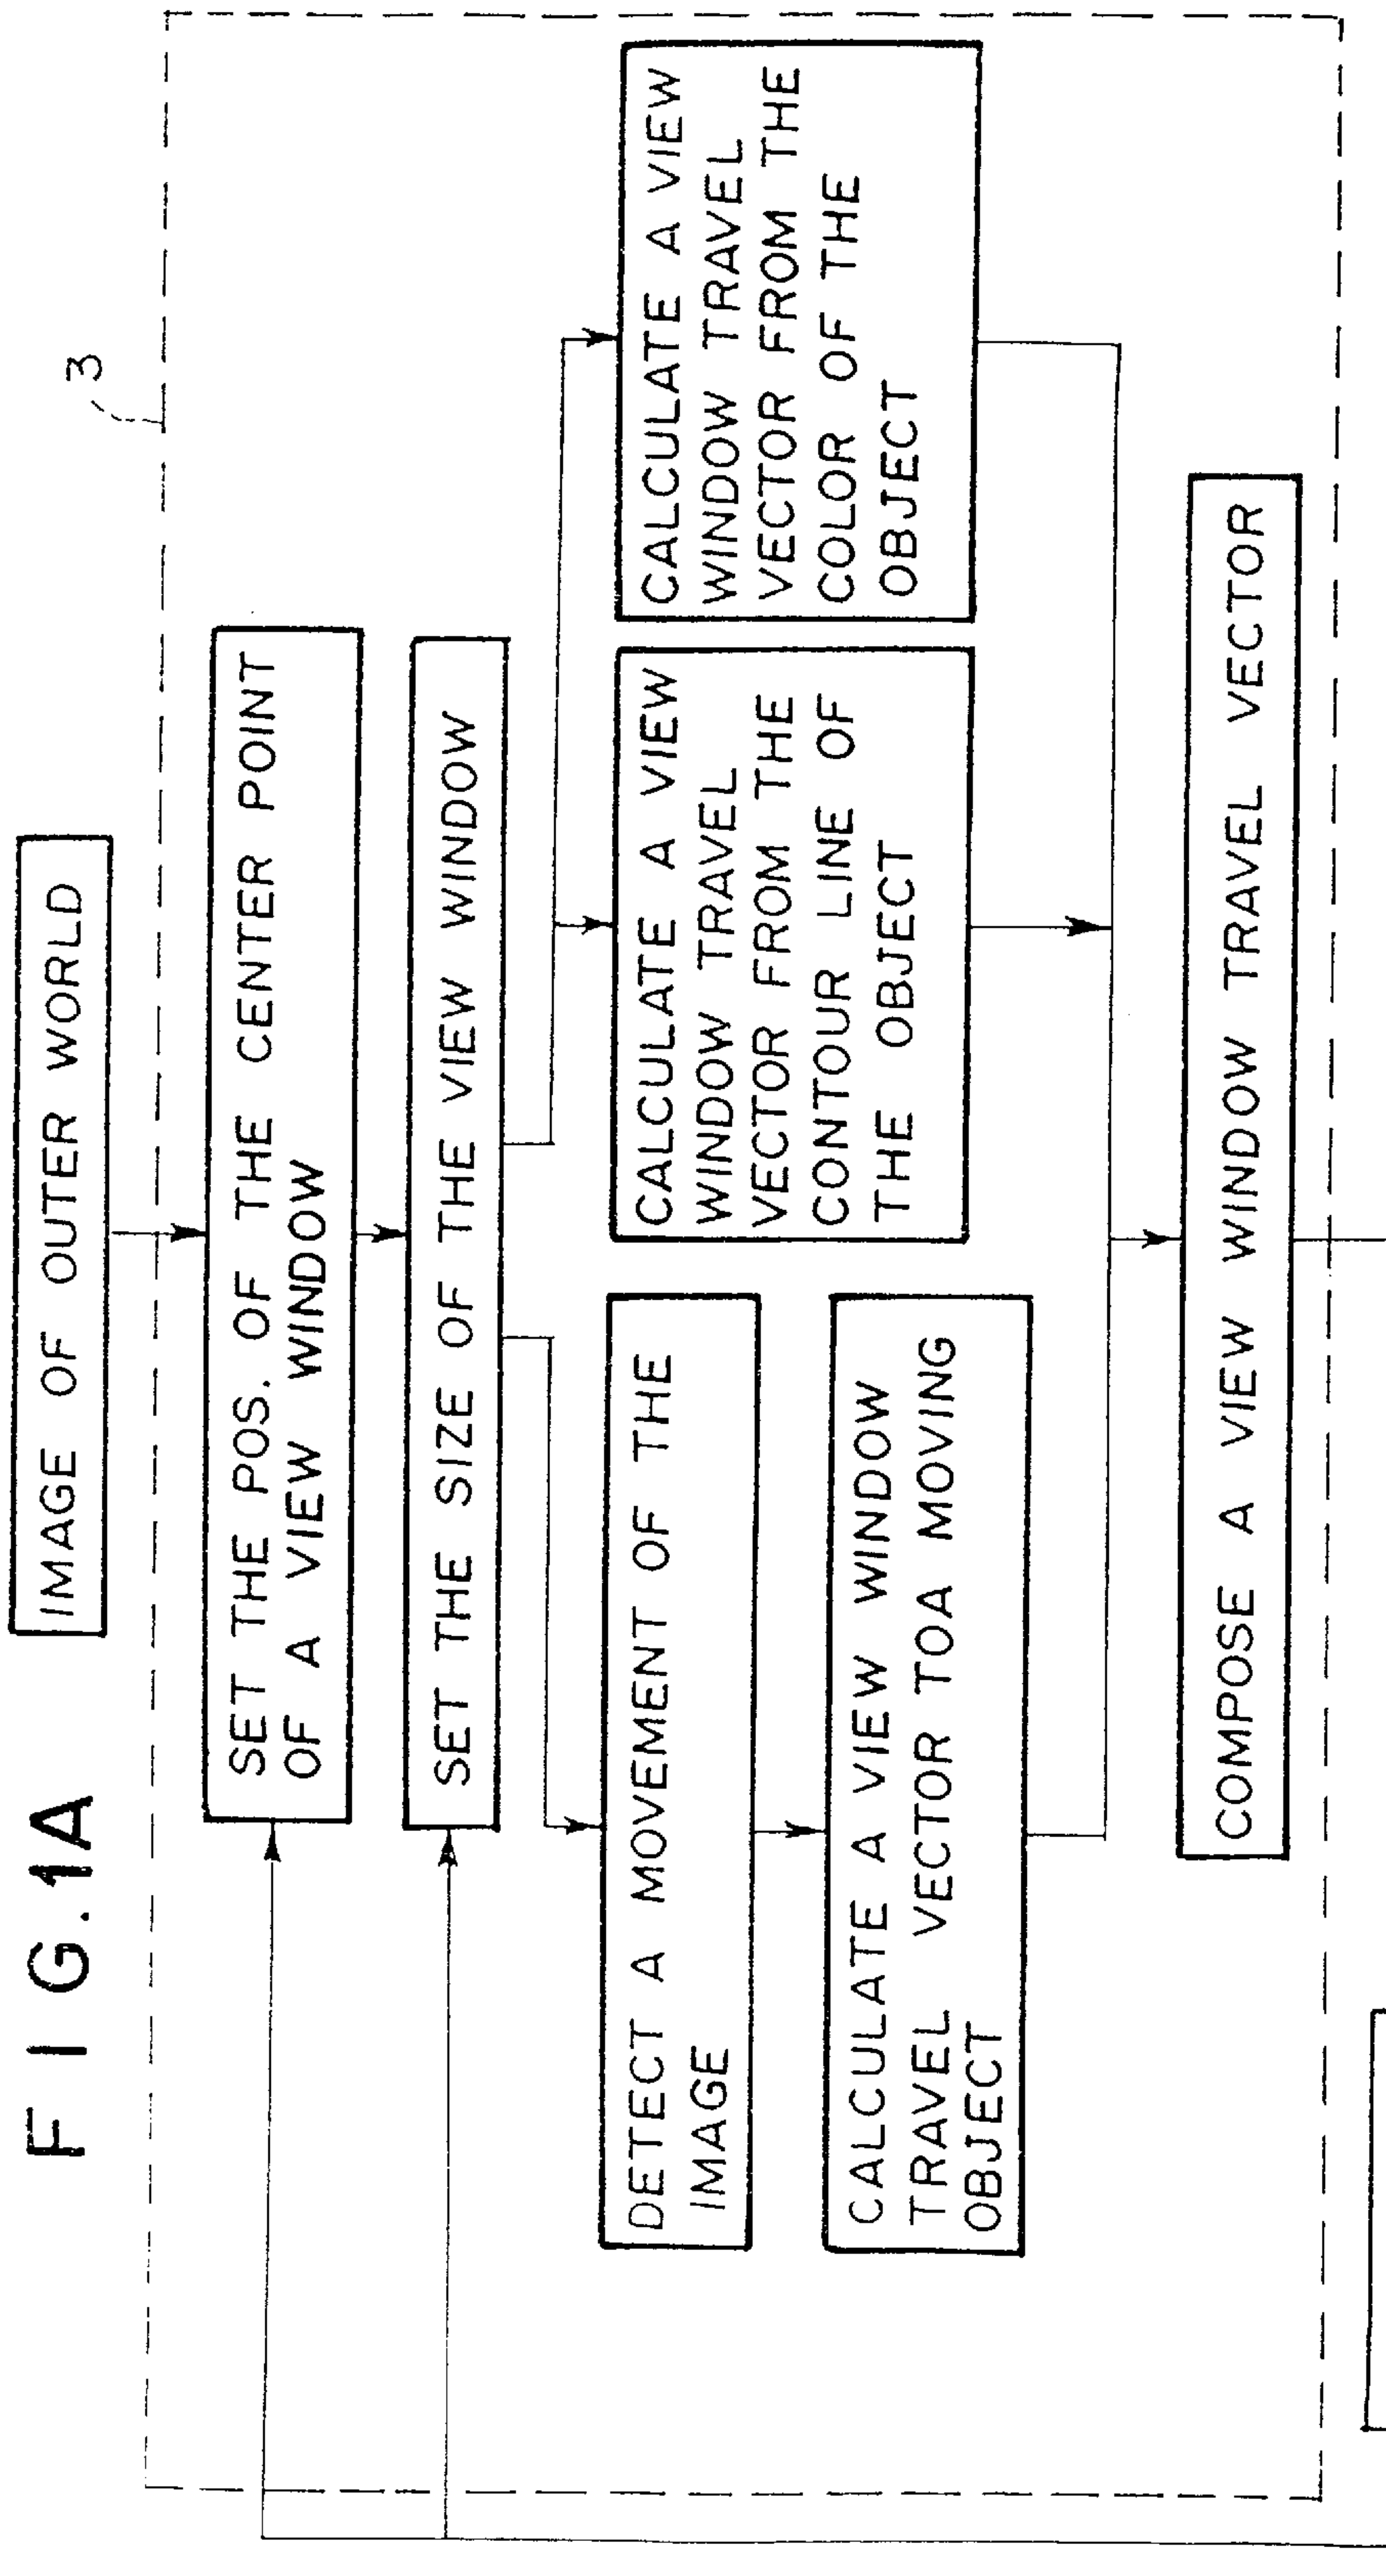 FIG.1A
IMAGE OF OUTER WORLD
3
SET THE POS. OF THE CENTER POINT
OF A VIEW WINDOW
SET THE SIZE OF THE VIEW WINDOW
DETECT A MOVEMENT OF THE
IMAGE
CALCULATE A VIEW WINDOW
TRAVEL VECTOR TOA MOVING
OBJECT
CALCULATE A VIEW
WINDOW TRAVEL
VECTOR FROM THE
CONTOUR LINE OF
THE OBJECT
CALCULATE A VIEW
WINDOW TRAVEL
VECTOR FROM THE
COLOR OF THE
OBJECT
COMPOSE A VIEW WINDOW TRAVEL VECTOR